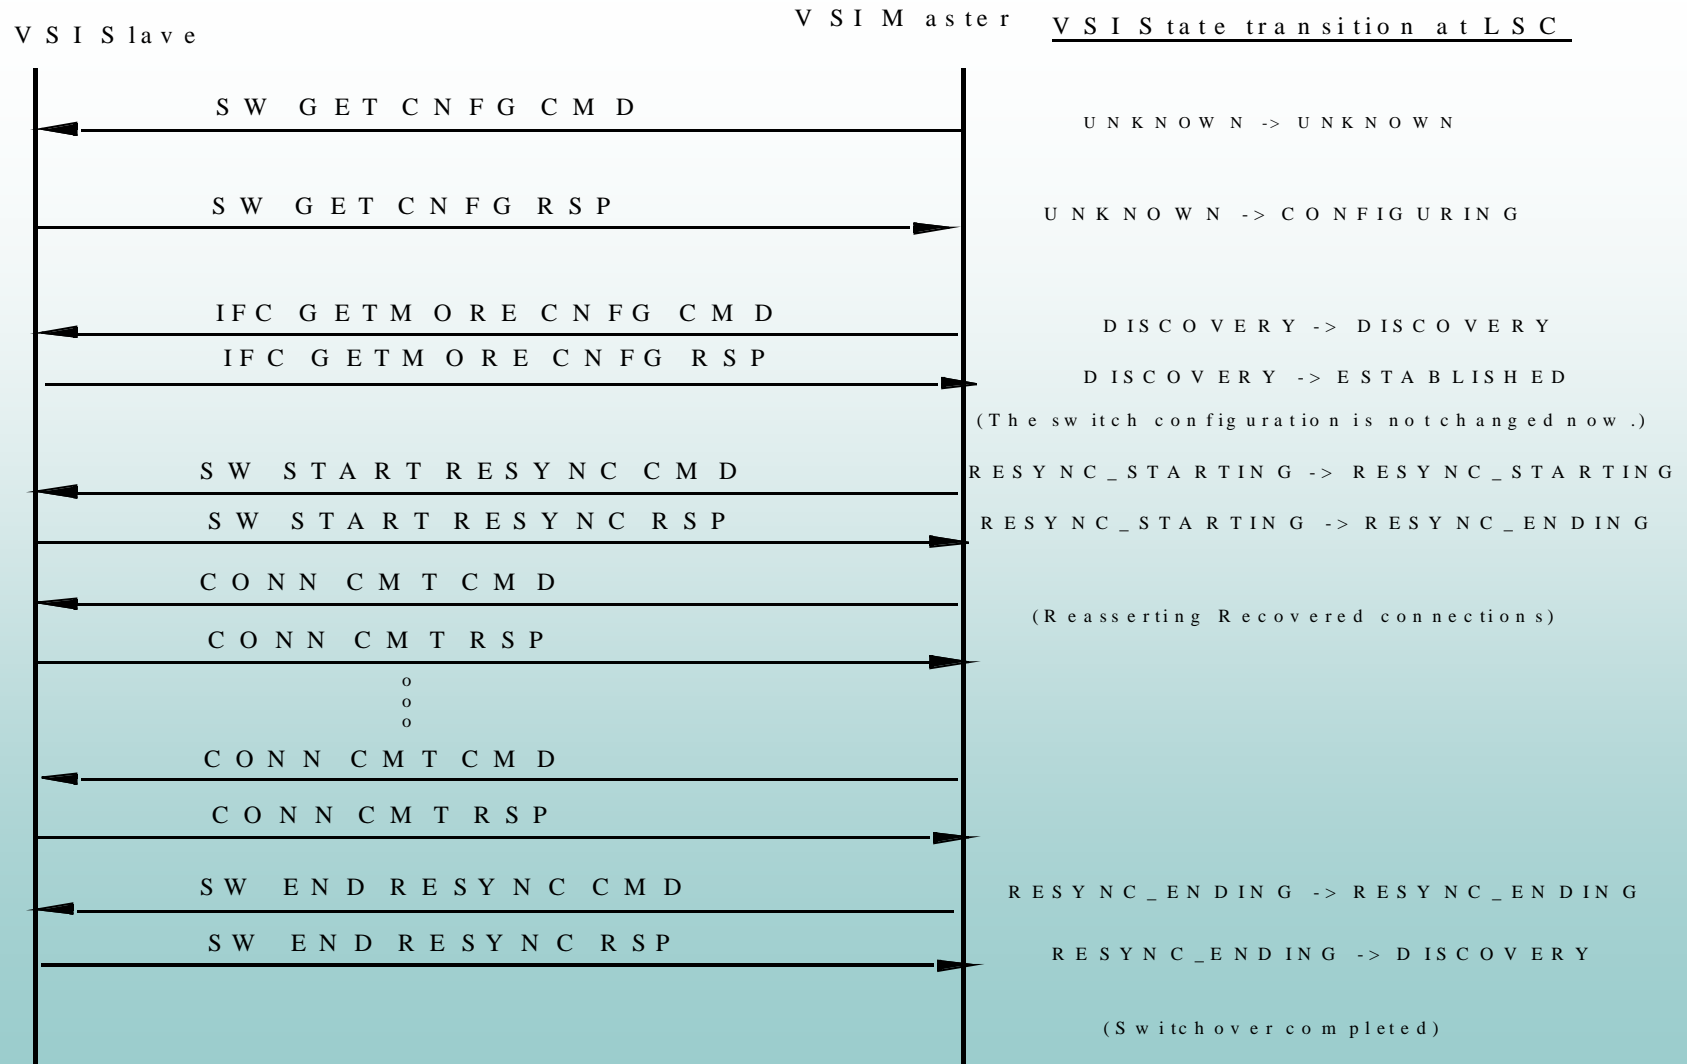 VSI Slave
VSI Master
VSI State transition at LSC
SW GET CNFG CMD
UNKNOWN -> UNKNOWN
SW GET CNFG RSP
UNKNOWN -> CONFIGURING
IFC GETMORE CNFG CMD
DISCOVERY -> DISCOVERY
IFC GETMORE CNFG RSP
DISCOVERY -> ESTABLISHED
(The switch configuration is not changed now.)
SW START RESYNC CMD
RESYNC_STARTING -> RESYNC_STARTING
SW START RESYNC RSP
RESYNC_STARTING -> RESYNC_ENDING
CONN CMT CMD
(Reasserting Recovered connections)
CONN CMT RSP
o
o
o
CONN CMT CMD
CONN CMT RSP
SW END RESYNC CMD
RESYNC_ENDING -> RESYNC_ENDING
SW END RESYNC RSP
RESYNC_ENDING -> DISCOVERY
(Switchover completed)